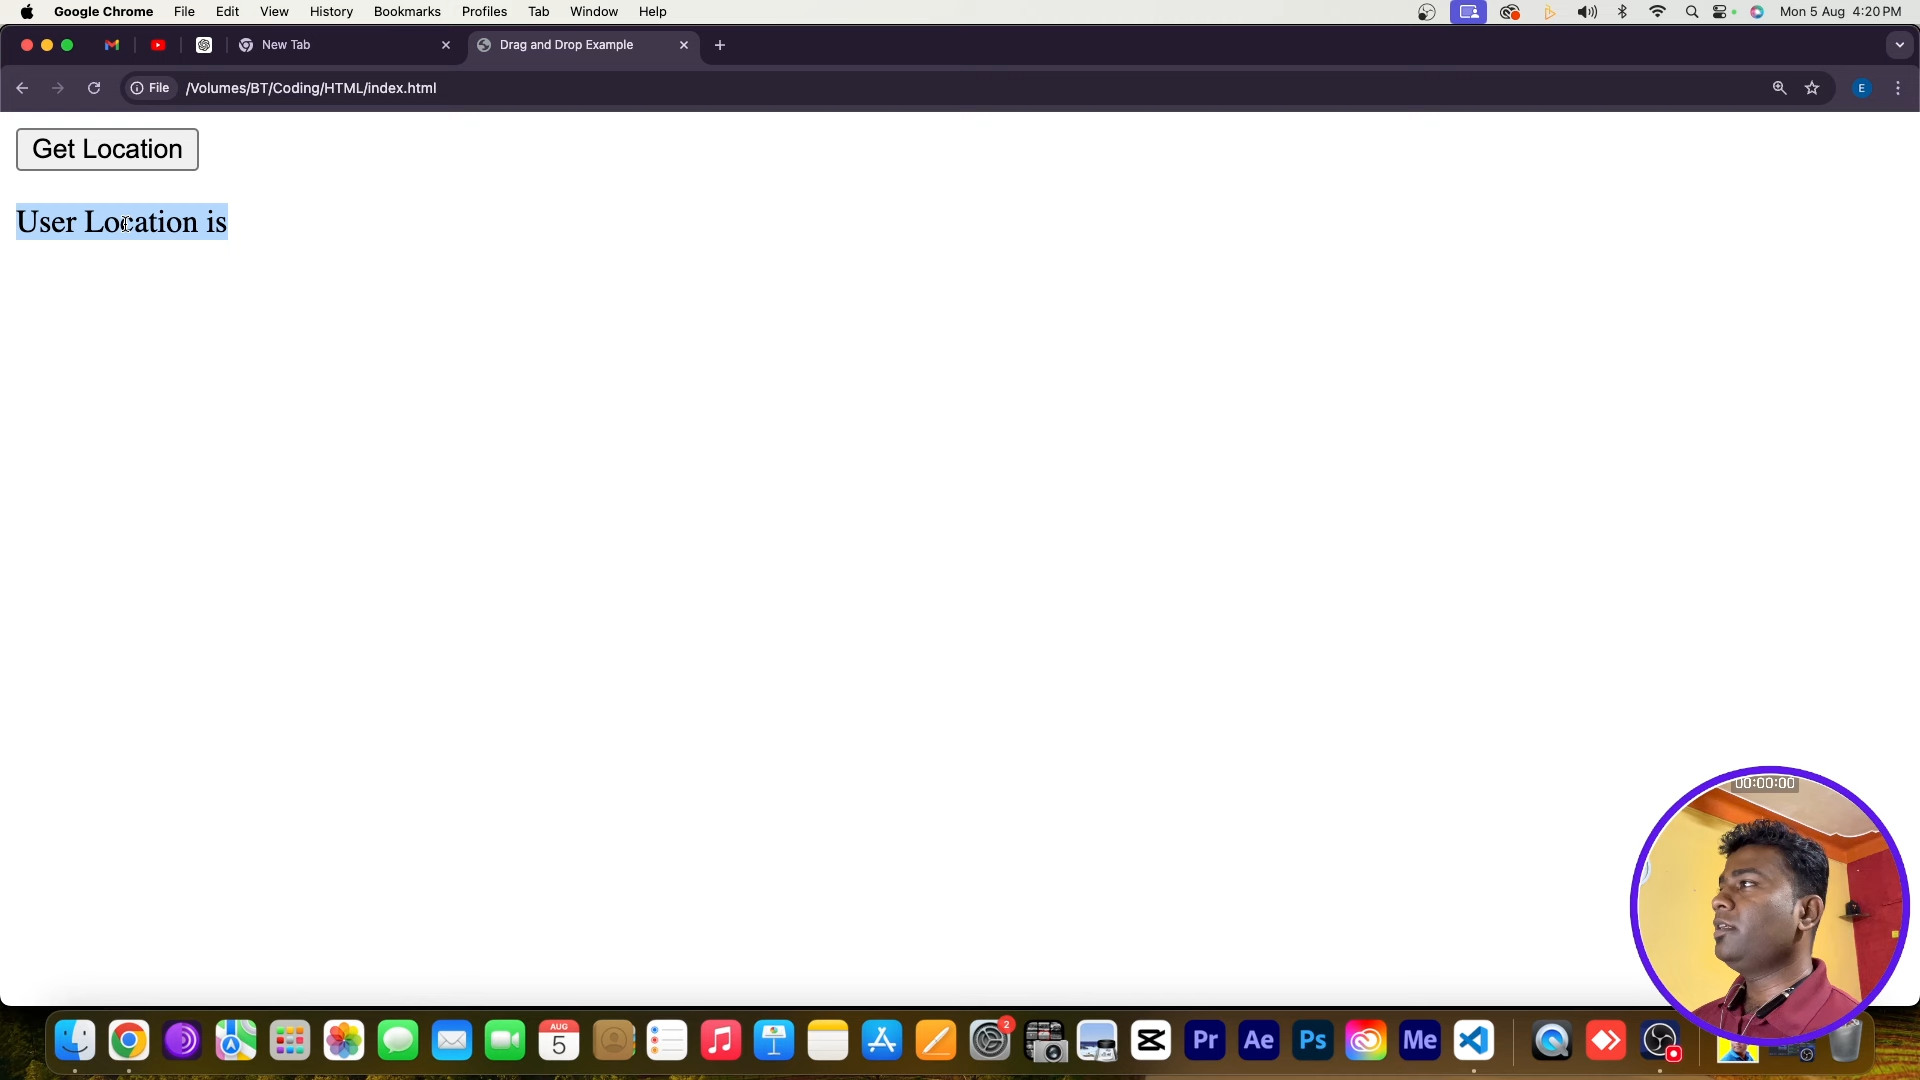 Google Chrome File Edit View History Bookmarks Profiles Tab Window Help Mon 5 Aug 4:20 PM
New Tab Drag and Drop Example
File /Volumes/BT/Coding/HTML/index.html E
Get Location
User Location is
00:00:00
AUG 5 2 Pr Ae Ps Me